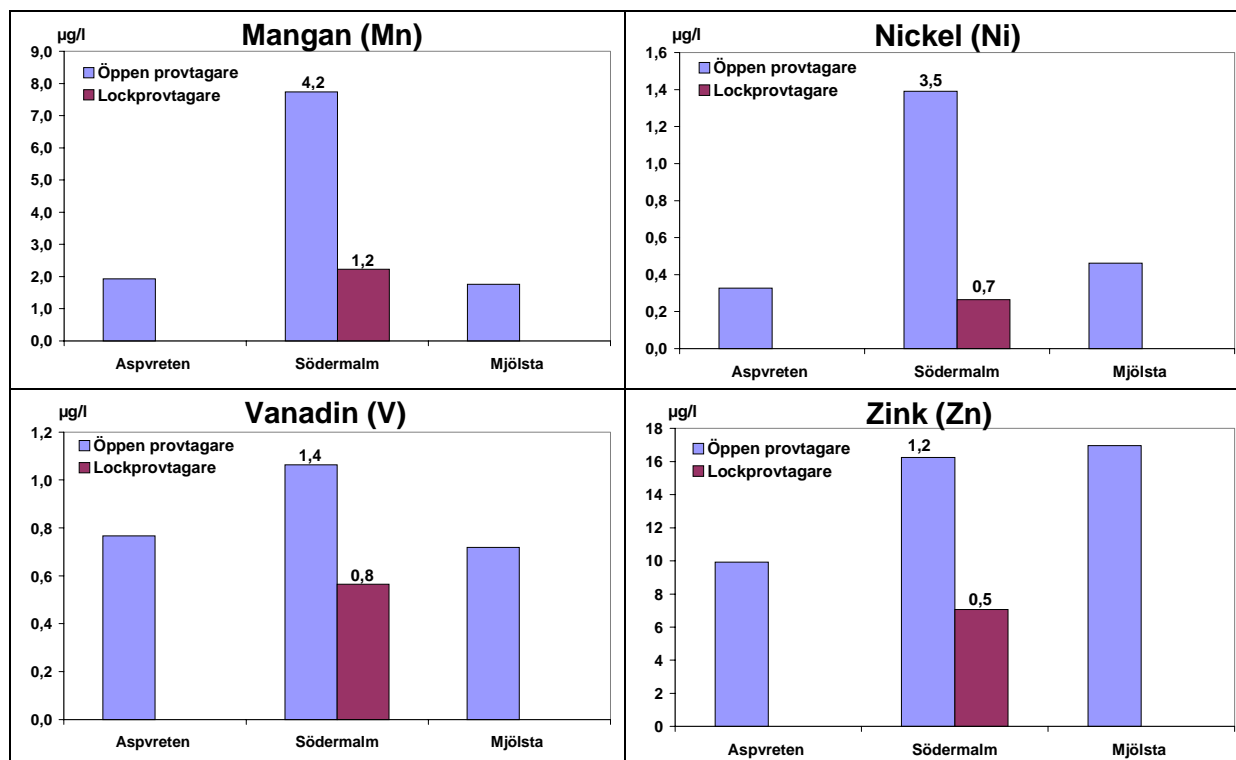 Mangan (Mn)
µg/l
9,0
8,0
7,0
6,0
5,0
4,0
3,0
2,0
1,0
0,0
Öppen provtagare
Lockprovtagare
4,2
1,2
Aspvreten Södermalm Mjölsta
Nickel (Ni)
µg/l
1,6
1,4
1,2
1,0
0,8
0,6
0,4
0,2
0,0
Öppen provtagare
Lockprovtagare
3,5
0,7
Aspvreten Södermalm Mjölsta
Vanadin (V)
µg/l
1,2
1,0
0,8
0,6
0,4
0,2
0,0
Öppen provtagare
Lockprovtagare
1,4
0,8
Aspvreten Södermalm Mjölsta
Zink (Zn)
µg/l
18
16
14
12
10
8
6
4
2
0
Öppen provtagare
Lockprovtagare
1,2
0,5
Aspvreten Södermalm Mjölsta